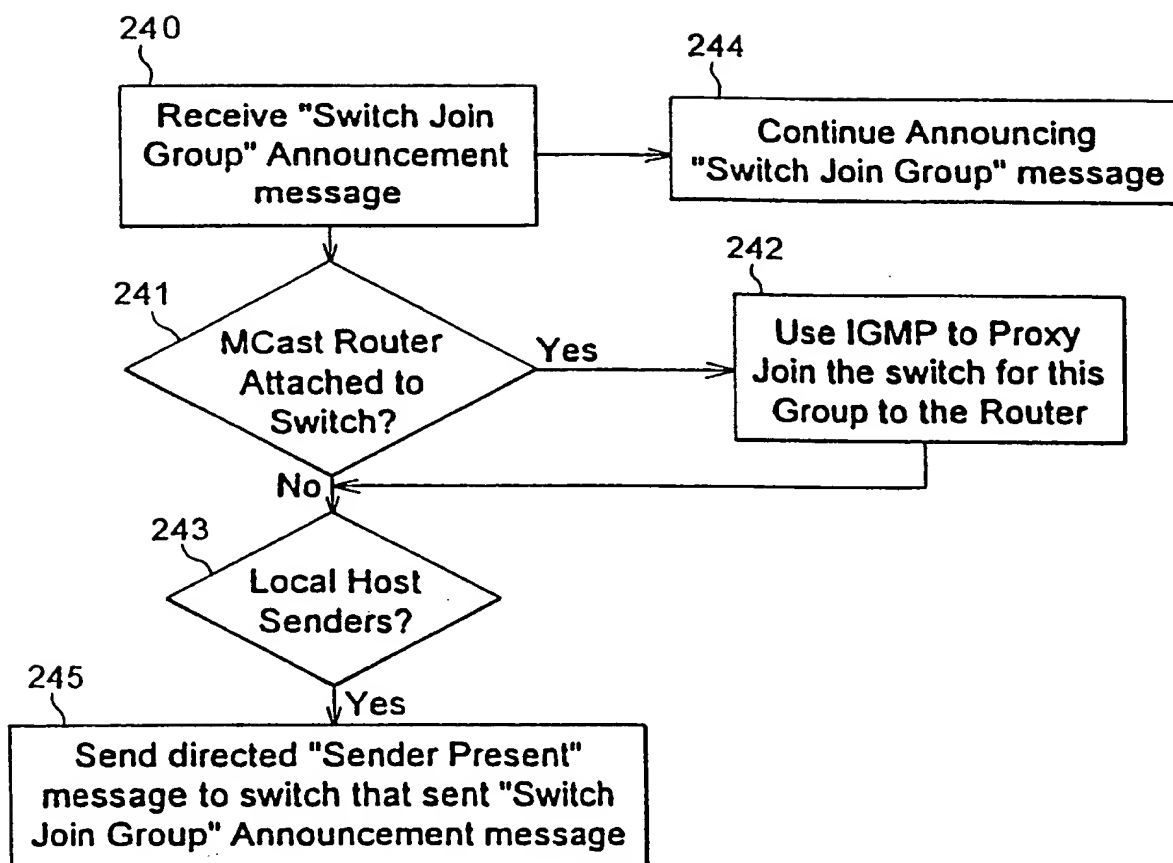 240
Receive "Switch Join
Group" Announcement
message
244
Continue Announcing
"Switch Join Group" message
241
MCast Router
Attached to
Switch?
Yes
242
Use IGMP to Proxy
Join the switch for this
Group to the Router
No
243
Local Host
Senders?
Yes
245
Send directed "Sender Present"
message to switch that sent "Switch
Join Group" Announcement message